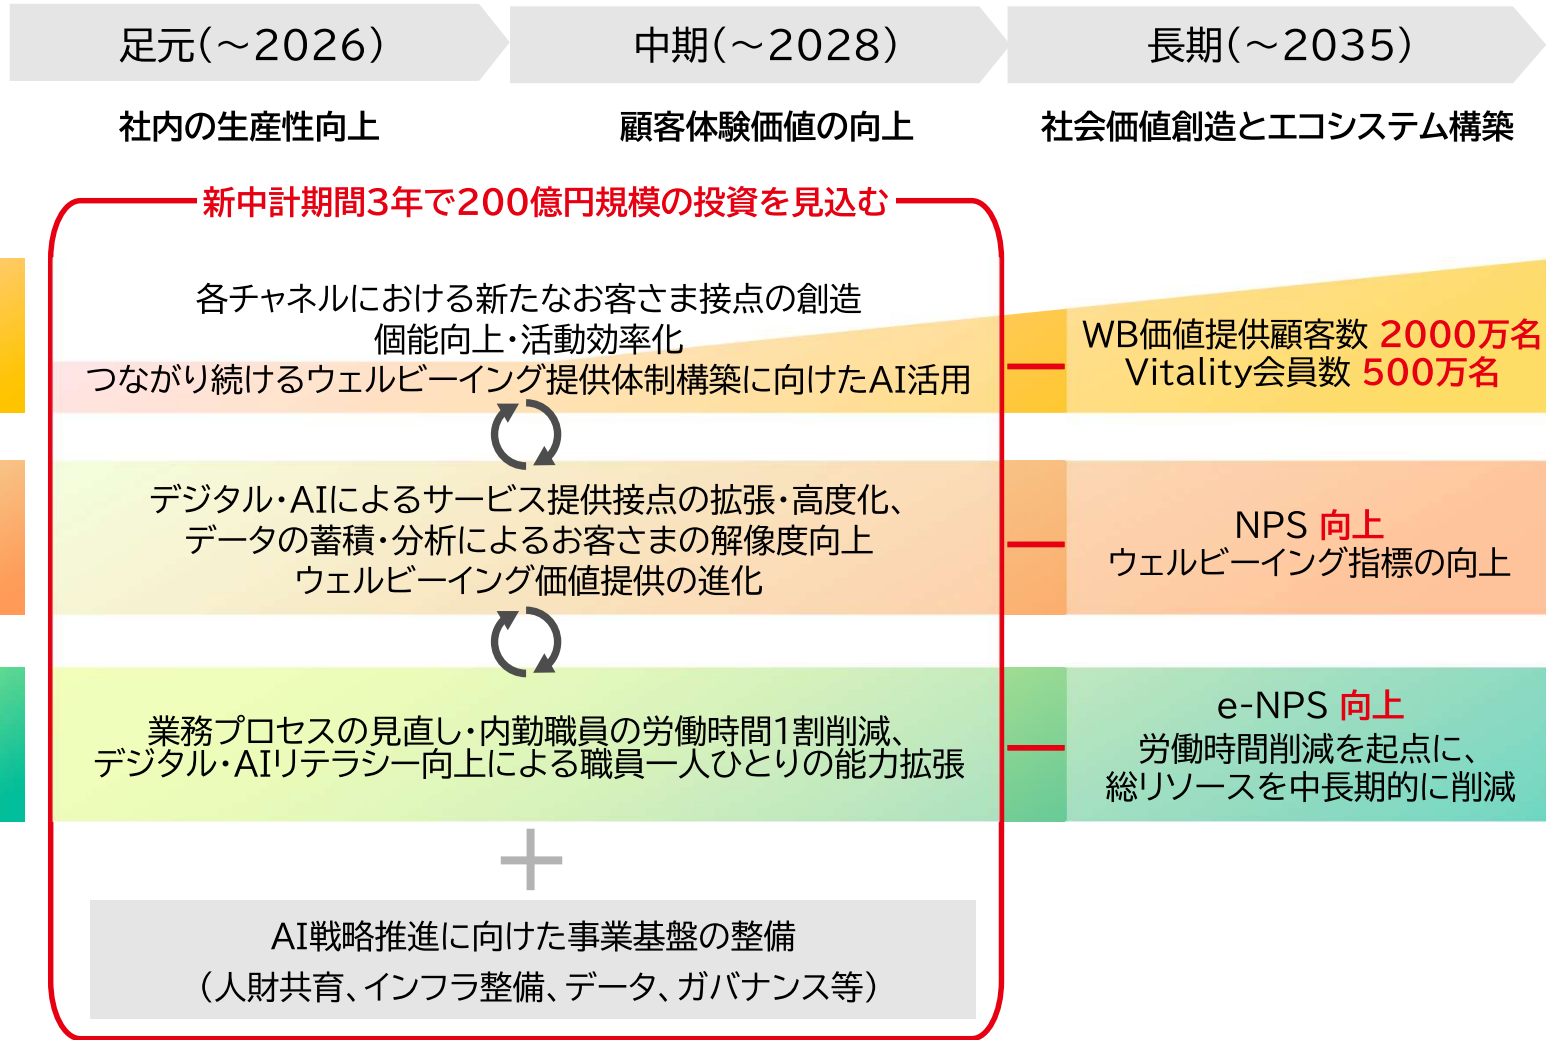 足元(～2026)
中期(～2028)
長期(～2035)
社内の生産性向上
顧客体験価値の向上
社会価値創造とエコシステム構築
新中計期間3年で200億円規模の投資を見込む
各チャネルにおける新たなお客さま接点の創造
個能向上・活動効率化
つながり続けるウェルビーイング提供体制構築に向けたAI活用
WB価値提供顧客数 2000万名
Vitality会員数 500万名
デジタル・AIによるサービス提供接点の拡張・高度化、
データの蓄積・分析によるお客さまの解像度向上
ウェルビーイング価値提供の進化
NPS 向上
ウェルビーイング指標の向上
業務プロセスの見直し・内勤職員の労働時間1割削減、
デジタル・AIリテラシー向上による職員一人ひとりの能力拡張
e-NPS 向上
労働時間削減を起点に、
総リソースを中長期的に削減
AI戦略推進に向けた事業基盤の整備
(人財共育、インフラ整備、データ、ガバナンス等)